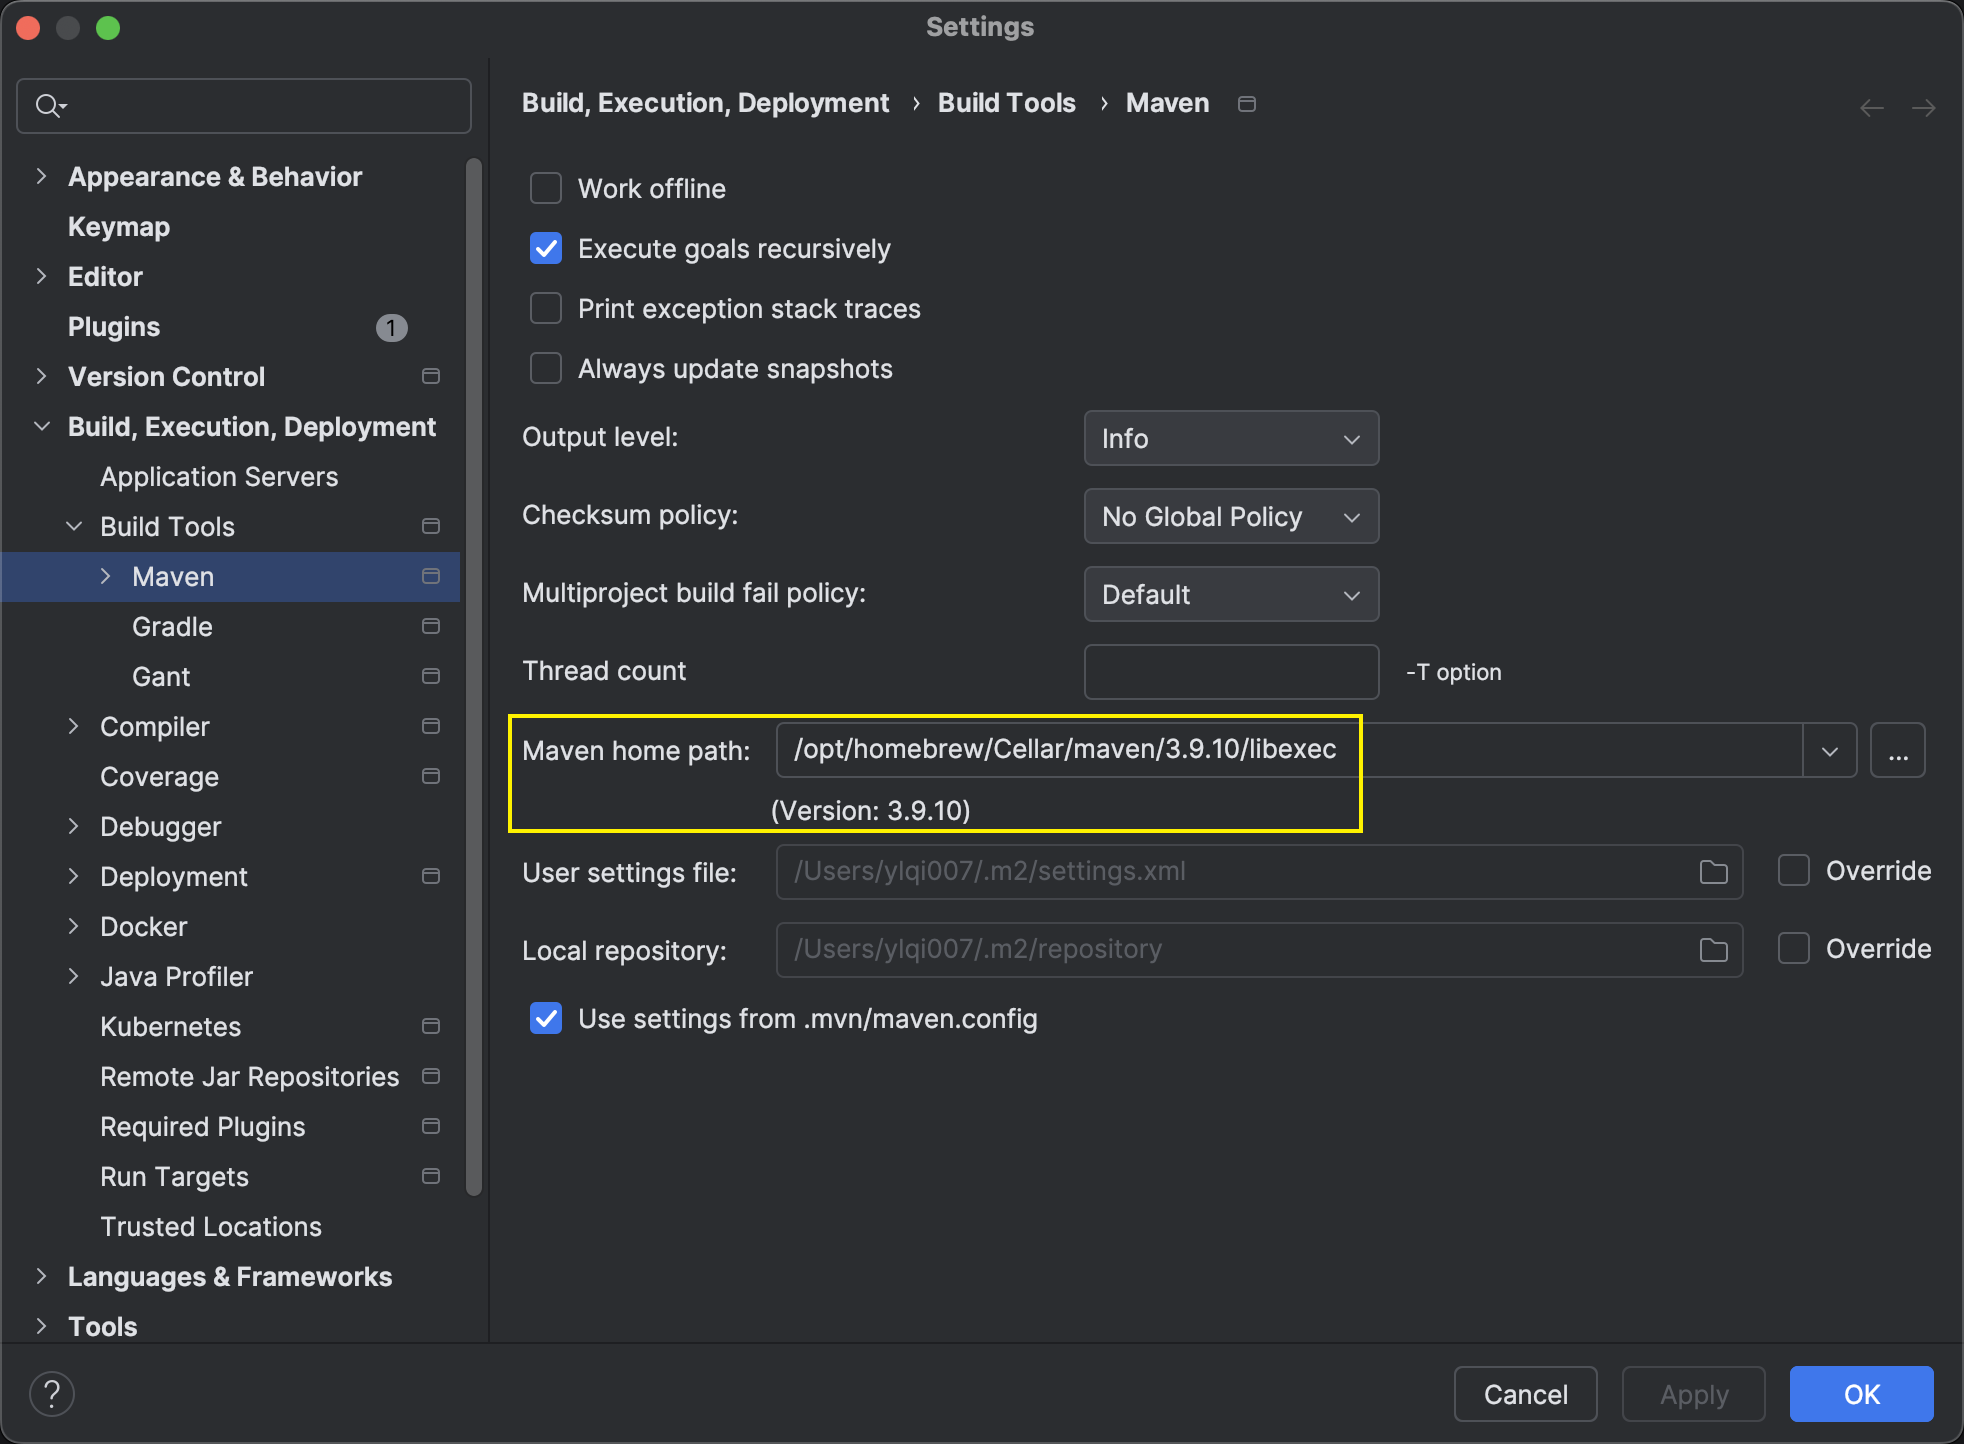 Settings
Build, Execution, Deployment › Build Tools › Maven
Appearance & Behavior
Keymap
Editor
Plugins 1
Version Control
Build, Execution, Deployment
Application Servers
Build Tools
Maven
Gradle
Gant
Compiler
Coverage
Debugger
Deployment
Docker
Java Profiler
Kubernetes
Remote Jar Repositories
Required Plugins
Run Targets
Trusted Locations
Languages & Frameworks
Tools
Work offline
Execute goals recursively
Print exception stack traces
Always update snapshots
Output level: Info
Checksum policy: No Global Policy
Multiproject build fail policy: Default
Thread count -T option
Maven home path: /opt/homebrew/Cellar/maven/3.9.10/libexec ...
(Version: 3.9.10)
User settings file: /Users/ylqi007/.m2/settings.xml Override
Local repository: /Users/ylqi007/.m2/repository Override
Use settings from .mvn/maven.config
? Cancel Apply OK